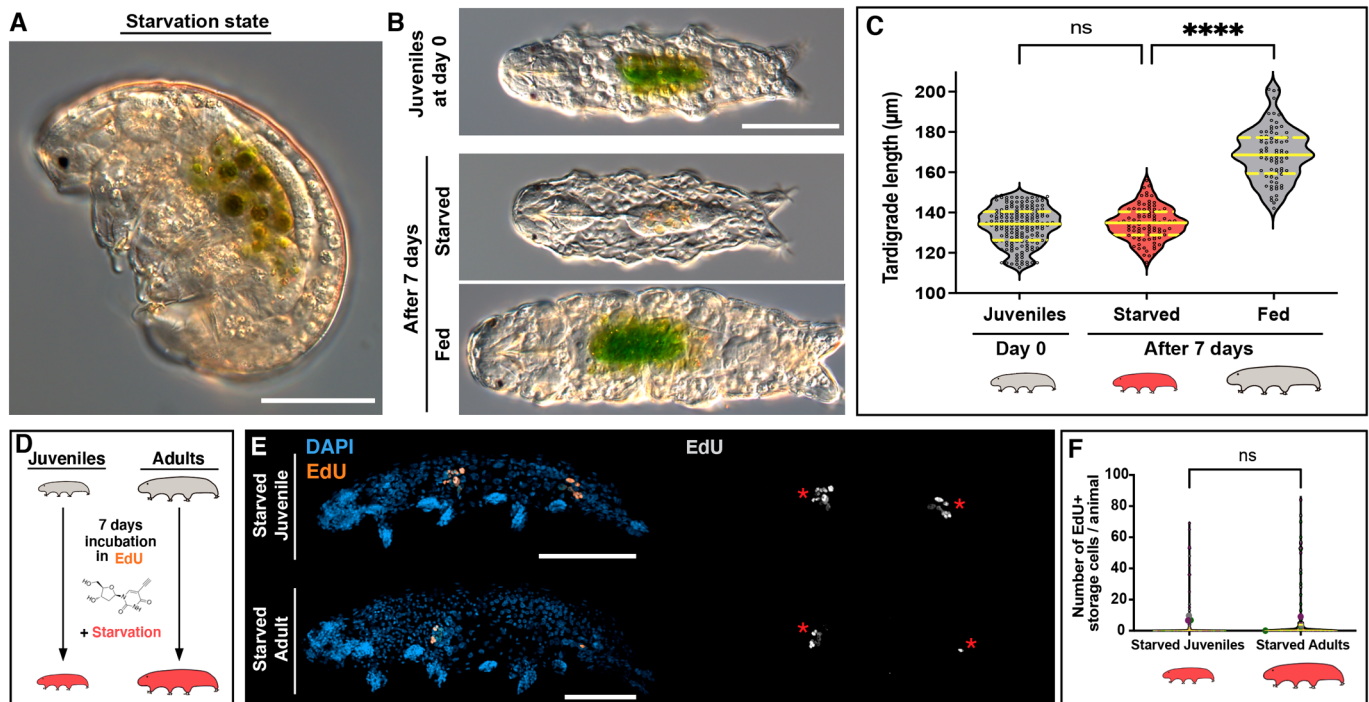 A
Starvation state
B
Juveniles
at day 0
After 7 days
Starved
Fed
C
ns
****
Tardigrade length (µm)
200
180
160
140
120
100
Juveniles
Starved
Fed
Day 0
After 7 days
D
Juveniles
Adults
7 days
incubation
in EdU
HO
O
HO
N
O
NH
O
+ Starvation
E
DAPI
EdU
EdU
Starved
Juvenile
*
*
Starved
Adult
*
*
F
ns
Number of EdU+
storage cells / animal
100
80
60
40
20
0
Starved Juveniles
Starved Adults